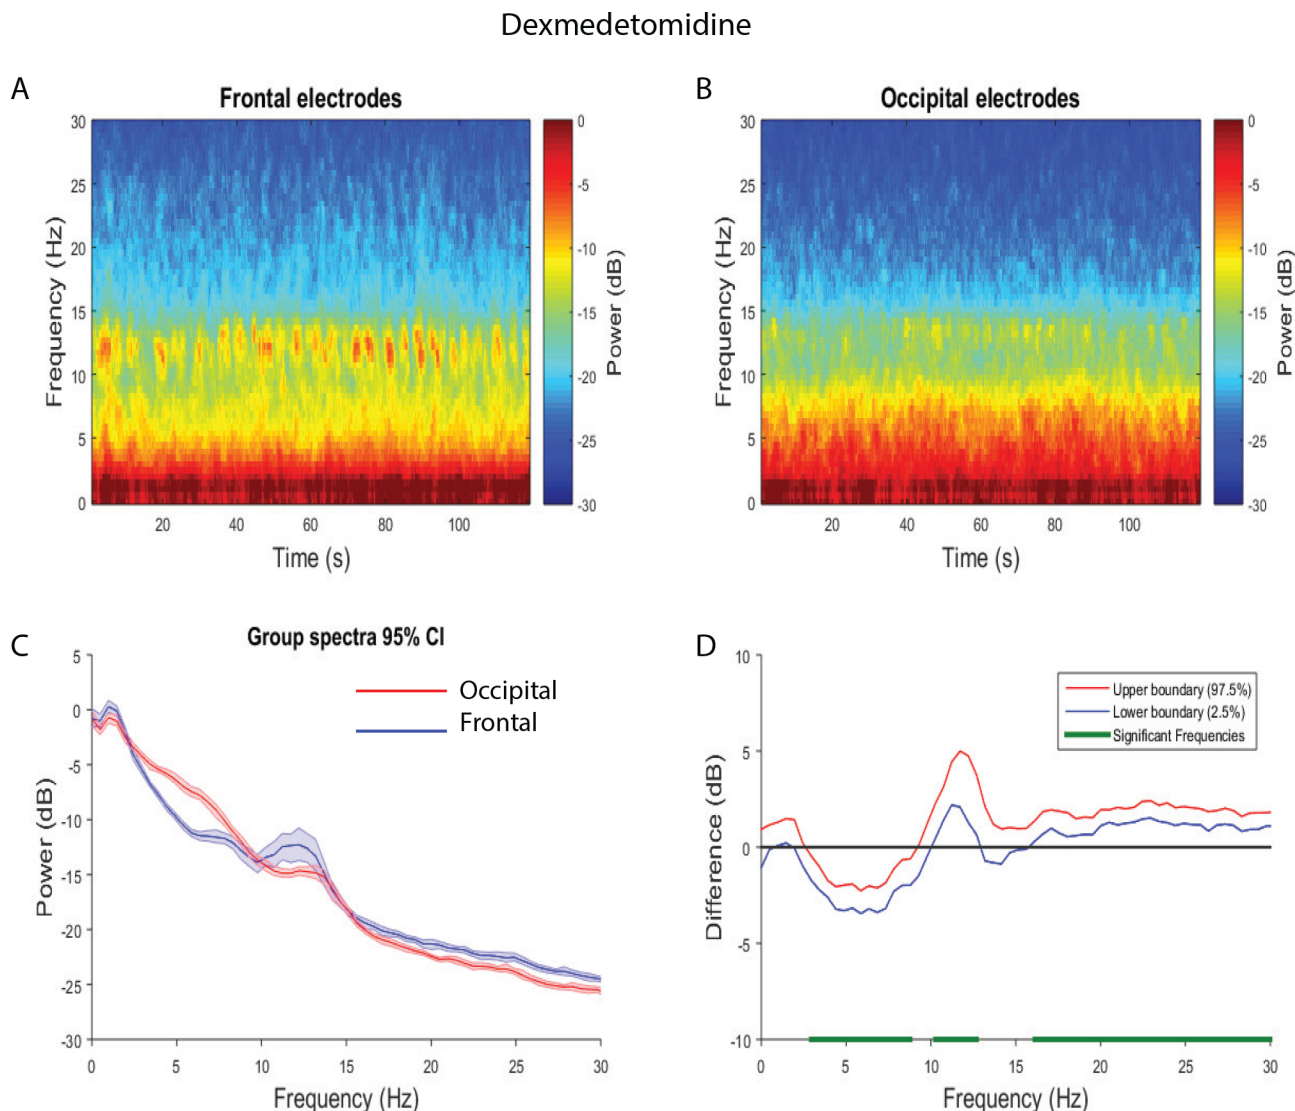 Dexmedetomidine
A
Frontal electrodes
30
25
20
15
10
5
0
Frequency (Hz)
20 40 60 80 100
Time (s)
0
-5
-10
-15
-20
-25
-30
Power (dB)
B
Occipital electrodes
30
25
20
15
10
5
0
Frequency (Hz)
20 40 60 80 100
Time (s)
0
-5
-10
-15
-20
-25
-30
Power (dB)
C
Group spectra 95% CI
5
0
-5
-10
-15
-20
-25
-30
Power (dB)
Occipital
Frontal
0 5 10 15 20 25 30
Frequency (Hz)
D
10
5
0
-5
-10
Difference (dB)
Upper boundary (97.5%)
Lower boundary (2.5%)
Significant Frequencies
0 5 10 15 20 25 30
Frequency (Hz)